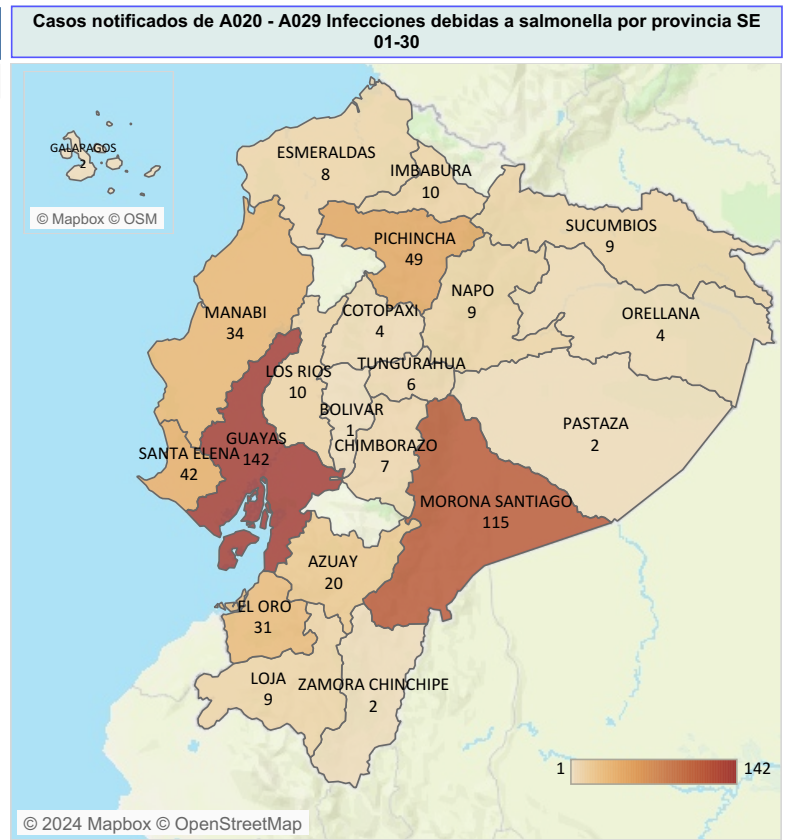 Casos notificados de A020 - A029 Infecciones debidas a salmonella por provincia SE
01-30
GALAPAGOS
2
© Mapbox © OSM
ESMERALDAS
8
IMBABURA
10
SUCUMBIOS
9
PICHINCHA
49
NAPO
9
MANABI
34
COTOPAXI
4
ORELLANA
4
TUNGURAHUA
6
LOS RIOS
10
BOLIVAR
1
PASTAZA
2
SANTA ELENA
42
GUAYAS
142
CHIMBORAZO
7
MORONA SANTIAGO
115
AZUAY
20
EL ORO
31
LOJA
9
ZAMORA CHINCHIPE
2
1
142
© 2024 Mapbox © OpenStreetMap